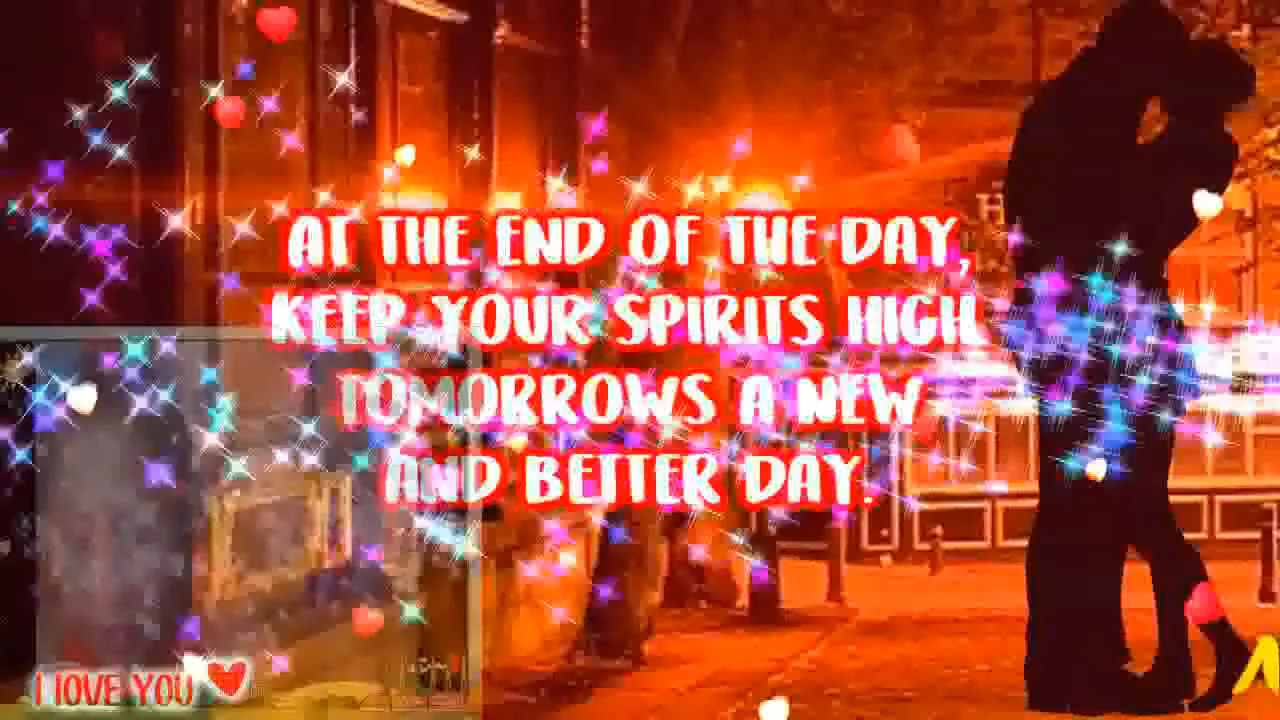 AT THE END OF THE DAY,
KEEP YOUR SPIRITS HIGH
TOMORROWS A NEW
AND BETTER DAY.
I LOVE YOU